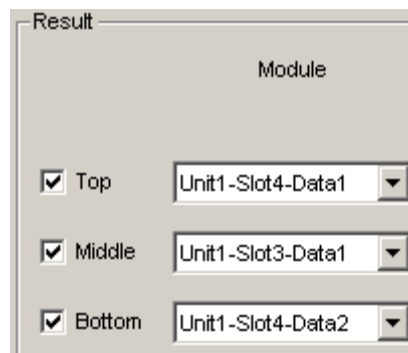 Result
Module
Top Unit1-Slot4-Data1
Middle Unit1-Slot3-Data1
Bottom Unit1-Slot4-Data2